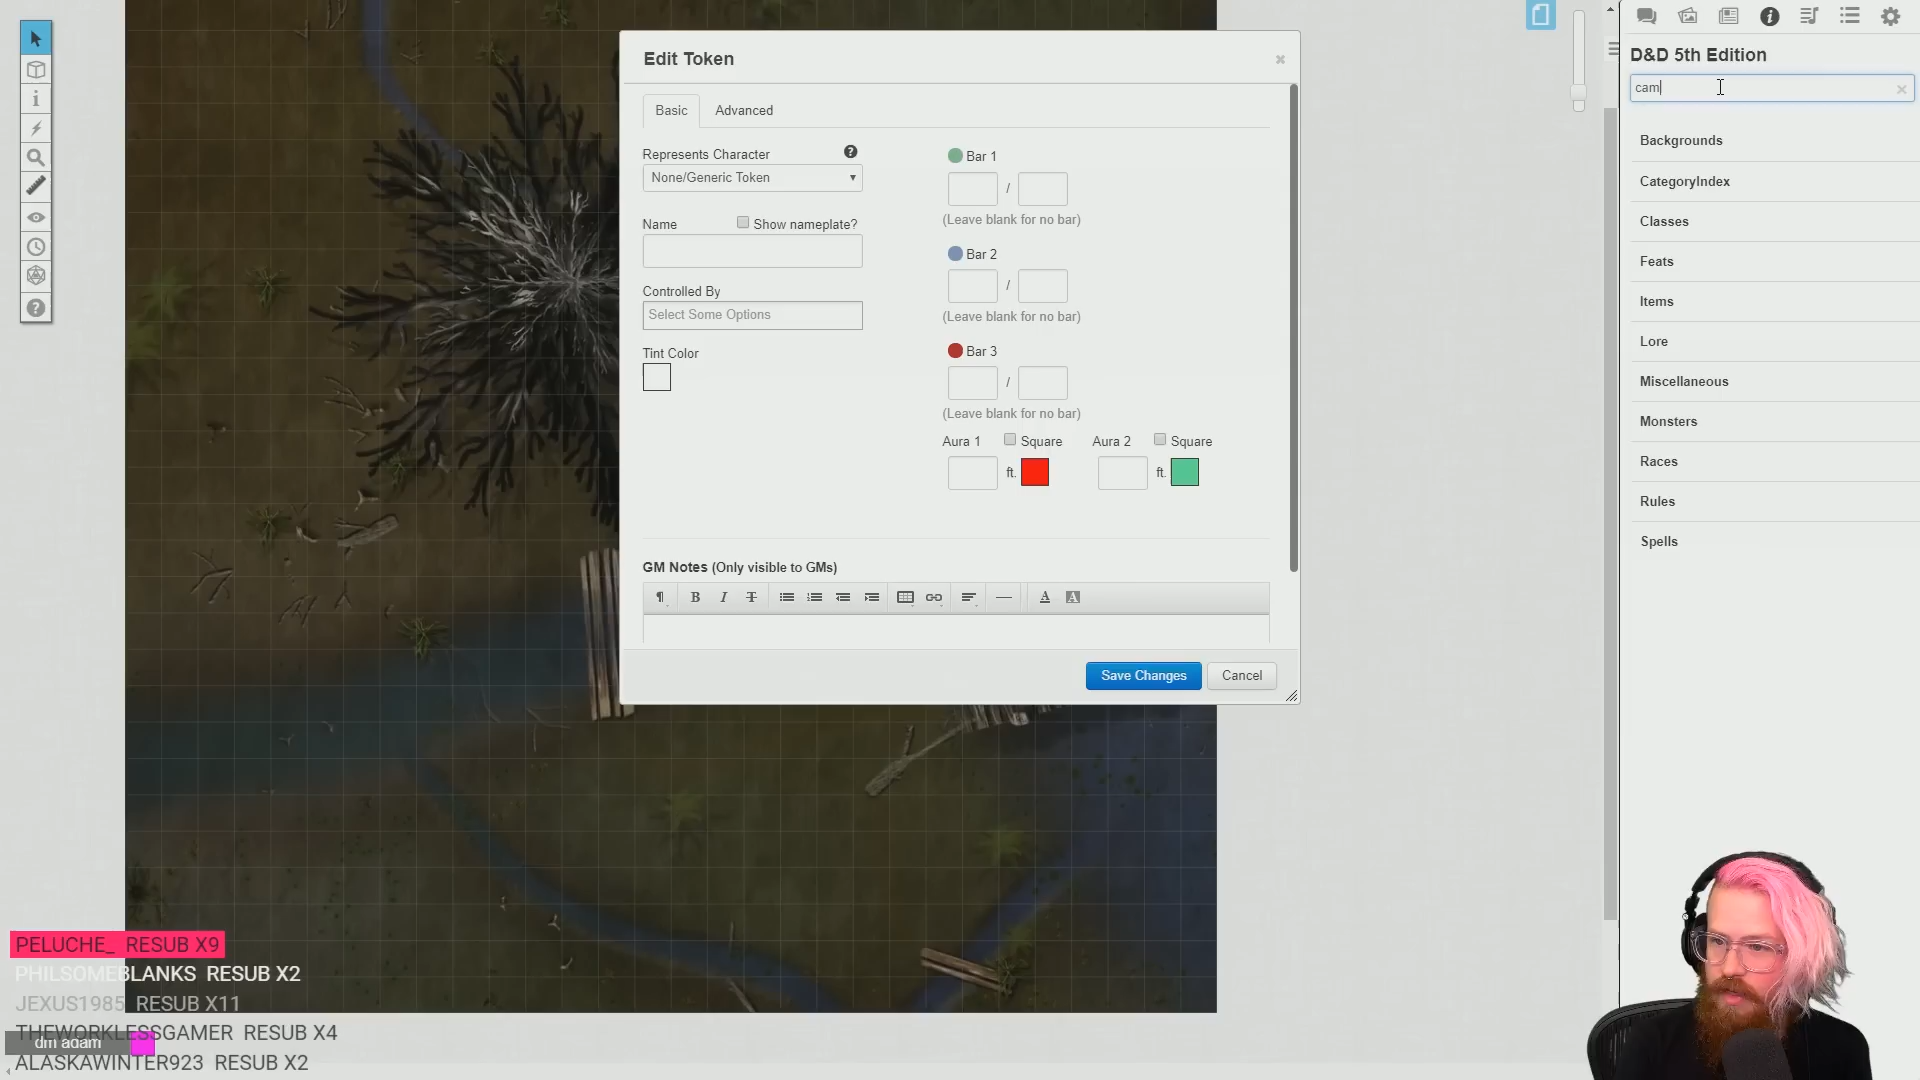 Edit Token
×
Basic
Advanced
Represents Character
None/Generic Token
Name
Show nameplate?
Controlled By
Select Some Options
Tint Color
Bar 1
/
(Leave blank for no bar)
Bar 2
/
(Leave blank for no bar)
Bar 3
/
(Leave blank for no bar)
Aura 1 Square Aura 2 Square
ft. ft.
GM Notes (Only visible to GMs)
Save Changes
Cancel
D&D 5th Edition
cam
Backgrounds
CategoryIndex
Classes
Feats
Items
Lore
Miscellaneous
Monsters
Races
Rules
Spells
PELUCHE_ RESUB X9
PHILSOMEBLANKS RESUB X2
JEXUS1985 RESUB X11
THEWORKLESSGAMER RESUB X4
dm adam
ALASKAWINTER923 RESUB X2